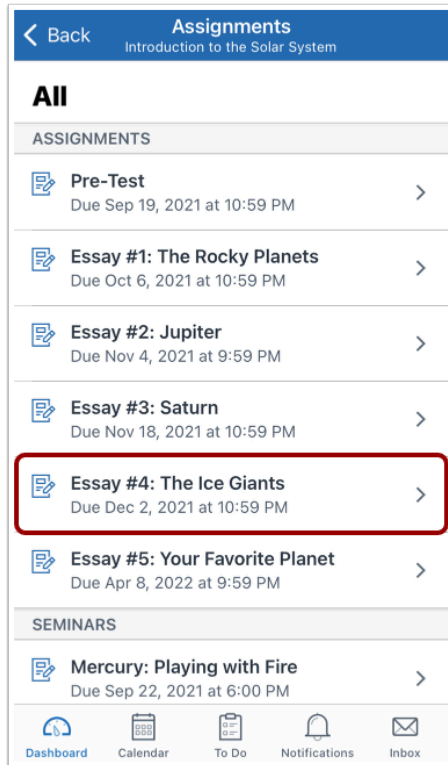 Back
Assignments
Introduction to the Solar System
All
ASSIGNMENTS
Pre-Test
Due Sep 19, 2021 at 10:59 PM
Essay #1: The Rocky Planets
Due Oct 6, 2021 at 10:59 PM
Essay #2: Jupiter
Due Nov 4, 2021 at 9:59 PM
Essay #3: Saturn
Due Nov 18, 2021 at 10:59 PM
Essay #4: The Ice Giants
Due Dec 2, 2021 at 10:59 PM
Essay #5: Your Favorite Planet
Due Apr 8, 2022 at 9:59 PM
SEMINARS
Mercury: Playing with Fire
Due Sep 22, 2021 at 6:00 PM
Dashboard Calendar To Do Notifications Inbox